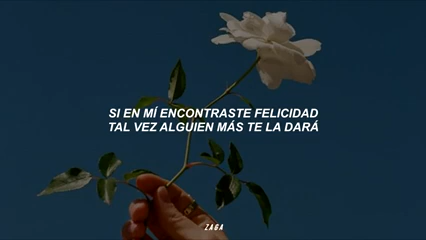 SI EN MÍ ENCONTRASTE FELICIDAD
TAL VEZ ALGUIEN MÁS TE LA DARÁ
ZAGA